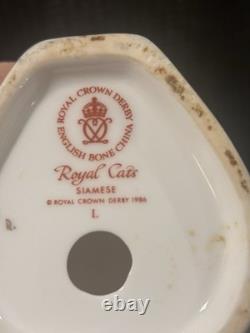 ROYAL CROWN DERBY
ENGLISH BONE CHINA
Royal Cats
SIAMESE
© ROYAL CROWN DERBY 1986
L
R.